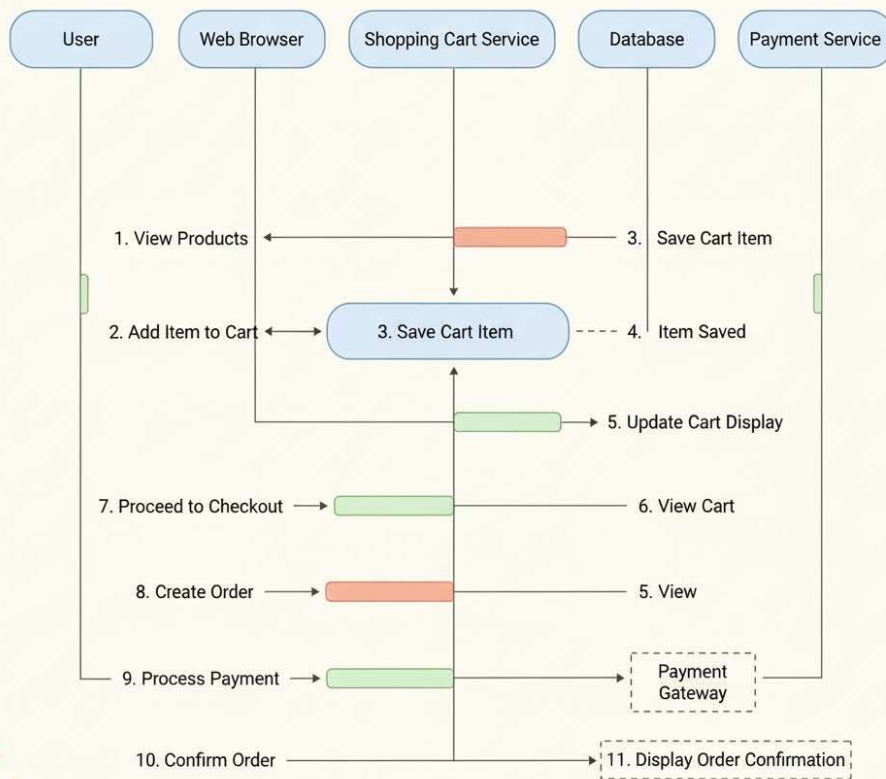 User
Web Browser
Shopping Cart Service
Database
Payment Service
1. View Products
3. Save Cart Item
2. Add Item to Cart
3. Save Cart Item
4. Item Saved
5. Update Cart Display
7. Proceed to Checkout
6. View Cart
8. Create Order
5. View
9. Process Payment
Payment
Gateway
10. Confirm Order
11. Display Order Confirmation